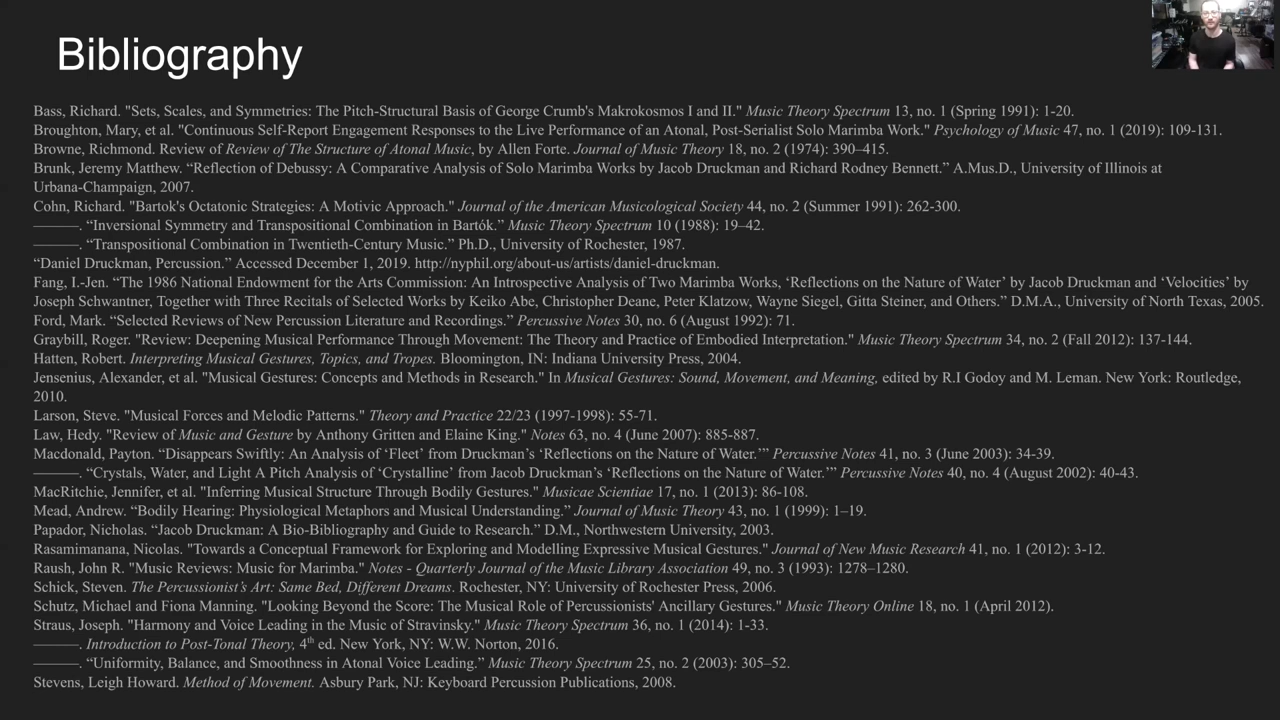 Bibliography
Bass, Richard. "Sets, Scales, and Symmetries: The Pitch-Structural Basis of George Crumb's Makrokosmos I and II." Music Theory Spectrum 13, no. 1 (Spring 1991): 1-20.
Broughton, Mary, et al. "Continuous Self-Report Engagement Responses to the Live Performance of an Atonal, Post-Serialist Solo Marimba Work." Psychology of Music 47, no. 1 (2019): 109-131.
Browne, Richmond. Review of Review of The Structure of Atonal Music, by Allen Forte. Journal of Music Theory 18, no. 2 (1974): 390–415.
Brunk, Jeremy Matthew. “Reflection of Debussy: A Comparative Analysis of Solo Marimba Works by Jacob Druckman and Richard Rodney Bennett.” A.Mus.D., University of Illinois at
Urbana-Champaign, 2007.
Cohn, Richard. "Bartok's Octatonic Strategies: A Motivic Approach." Journal of the American Musicological Society 44, no. 2 (Summer 1991): 262-300.
———. “Inversional Symmetry and Transpositional Combination in Bartók.” Music Theory Spectrum 10 (1988): 19–42.
———. “Transpositional Combination in Twentieth-Century Music.” Ph.D., University of Rochester, 1987.
“Daniel Druckman, Percussion.” Accessed December 1, 2019. http://nyphil.org/about-us/artists/daniel-druckman.
Fang, I.-Jen. “The 1986 National Endowment for the Arts Commission: An Introspective Analysis of Two Marimba Works, ‘Reflections on the Nature of Water’ by Jacob Druckman and ‘Velocities’ by
Joseph Schwantner, Together with Three Recitals of Selected Works by Keiko Abe, Christopher Deane, Peter Klatzow, Wayne Siegel, Gitta Steiner, and Others.” D.M.A., University of North Texas, 2005.
Ford, Mark. “Selected Reviews of New Percussion Literature and Recordings.” Percussive Notes 30, no. 6 (August 1992): 71.
Graybill, Roger. "Review: Deepening Musical Performance Through Movement: The Theory and Practice of Embodied Interpretation." Music Theory Spectrum 34, no. 2 (Fall 2012): 137-144.
Hatten, Robert. Interpreting Musical Gestures, Topics, and Tropes. Bloomington, IN: Indiana University Press, 2004.
Jensenius, Alexander, et al. "Musical Gestures: Concepts and Methods in Research." In Musical Gestures: Sound, Movement, and Meaning, edited by R.I Godoy and M. Leman. New York: Routledge,
2010.
Larson, Steve. "Musical Forces and Melodic Patterns." Theory and Practice 22/23 (1997-1998): 55-71.
Law, Hedy. "Review of Music and Gesture by Anthony Gritten and Elaine King." Notes 63, no. 4 (June 2007): 885-887.
Macdonald, Payton. “Disappears Swiftly: An Analysis of ‘Fleet’ from Druckman’s ‘Reflections on the Nature of Water.’” Percussive Notes 41, no. 3 (June 2003): 34-39.
———. “Crystals, Water, and Light A Pitch Analysis of ‘Crystalline’ from Jacob Druckman’s ‘Reflections on the Nature of Water.’” Percussive Notes 40, no. 4 (August 2002): 40-43.
MacRitchie, Jennifer, et al. "Inferring Musical Structure Through Bodily Gestures." Musicae Scientiae 17, no. 1 (2013): 86-108.
Mead, Andrew. “Bodily Hearing: Physiological Metaphors and Musical Understanding.” Journal of Music Theory 43, no. 1 (1999): 1–19.
Papador, Nicholas. “Jacob Druckman: A Bio-Bibliography and Guide to Research.” D.M., Northwestern University, 2003.
Rasamimanana, Nicolas. "Towards a Conceptual Framework for Exploring and Modelling Expressive Musical Gestures." Journal of New Music Research 41, no. 1 (2012): 3-12.
Raush, John R. "Music Reviews: Music for Marimba." Notes - Quarterly Journal of the Music Library Association 49, no. 3 (1993): 1278–1280.
Schick, Steven. The Percussionist’s Art: Same Bed, Different Dreams. Rochester, NY: University of Rochester Press, 2006.
Schutz, Michael and Fiona Manning. "Looking Beyond the Score: The Musical Role of Percussionists' Ancillary Gestures." Music Theory Online 18, no. 1 (April 2012).
Straus, Joseph. "Harmony and Voice Leading in the Music of Stravinsky." Music Theory Spectrum 36, no. 1 (2014): 1-33.
———. Introduction to Post-Tonal Theory, 4th ed. New York, NY: W.W. Norton, 2016.
———. “Uniformity, Balance, and Smoothness in Atonal Voice Leading.” Music Theory Spectrum 25, no. 2 (2003): 305–52.
Stevens, Leigh Howard. Method of Movement. Asbury Park, NJ: Keyboard Percussion Publications, 2008.